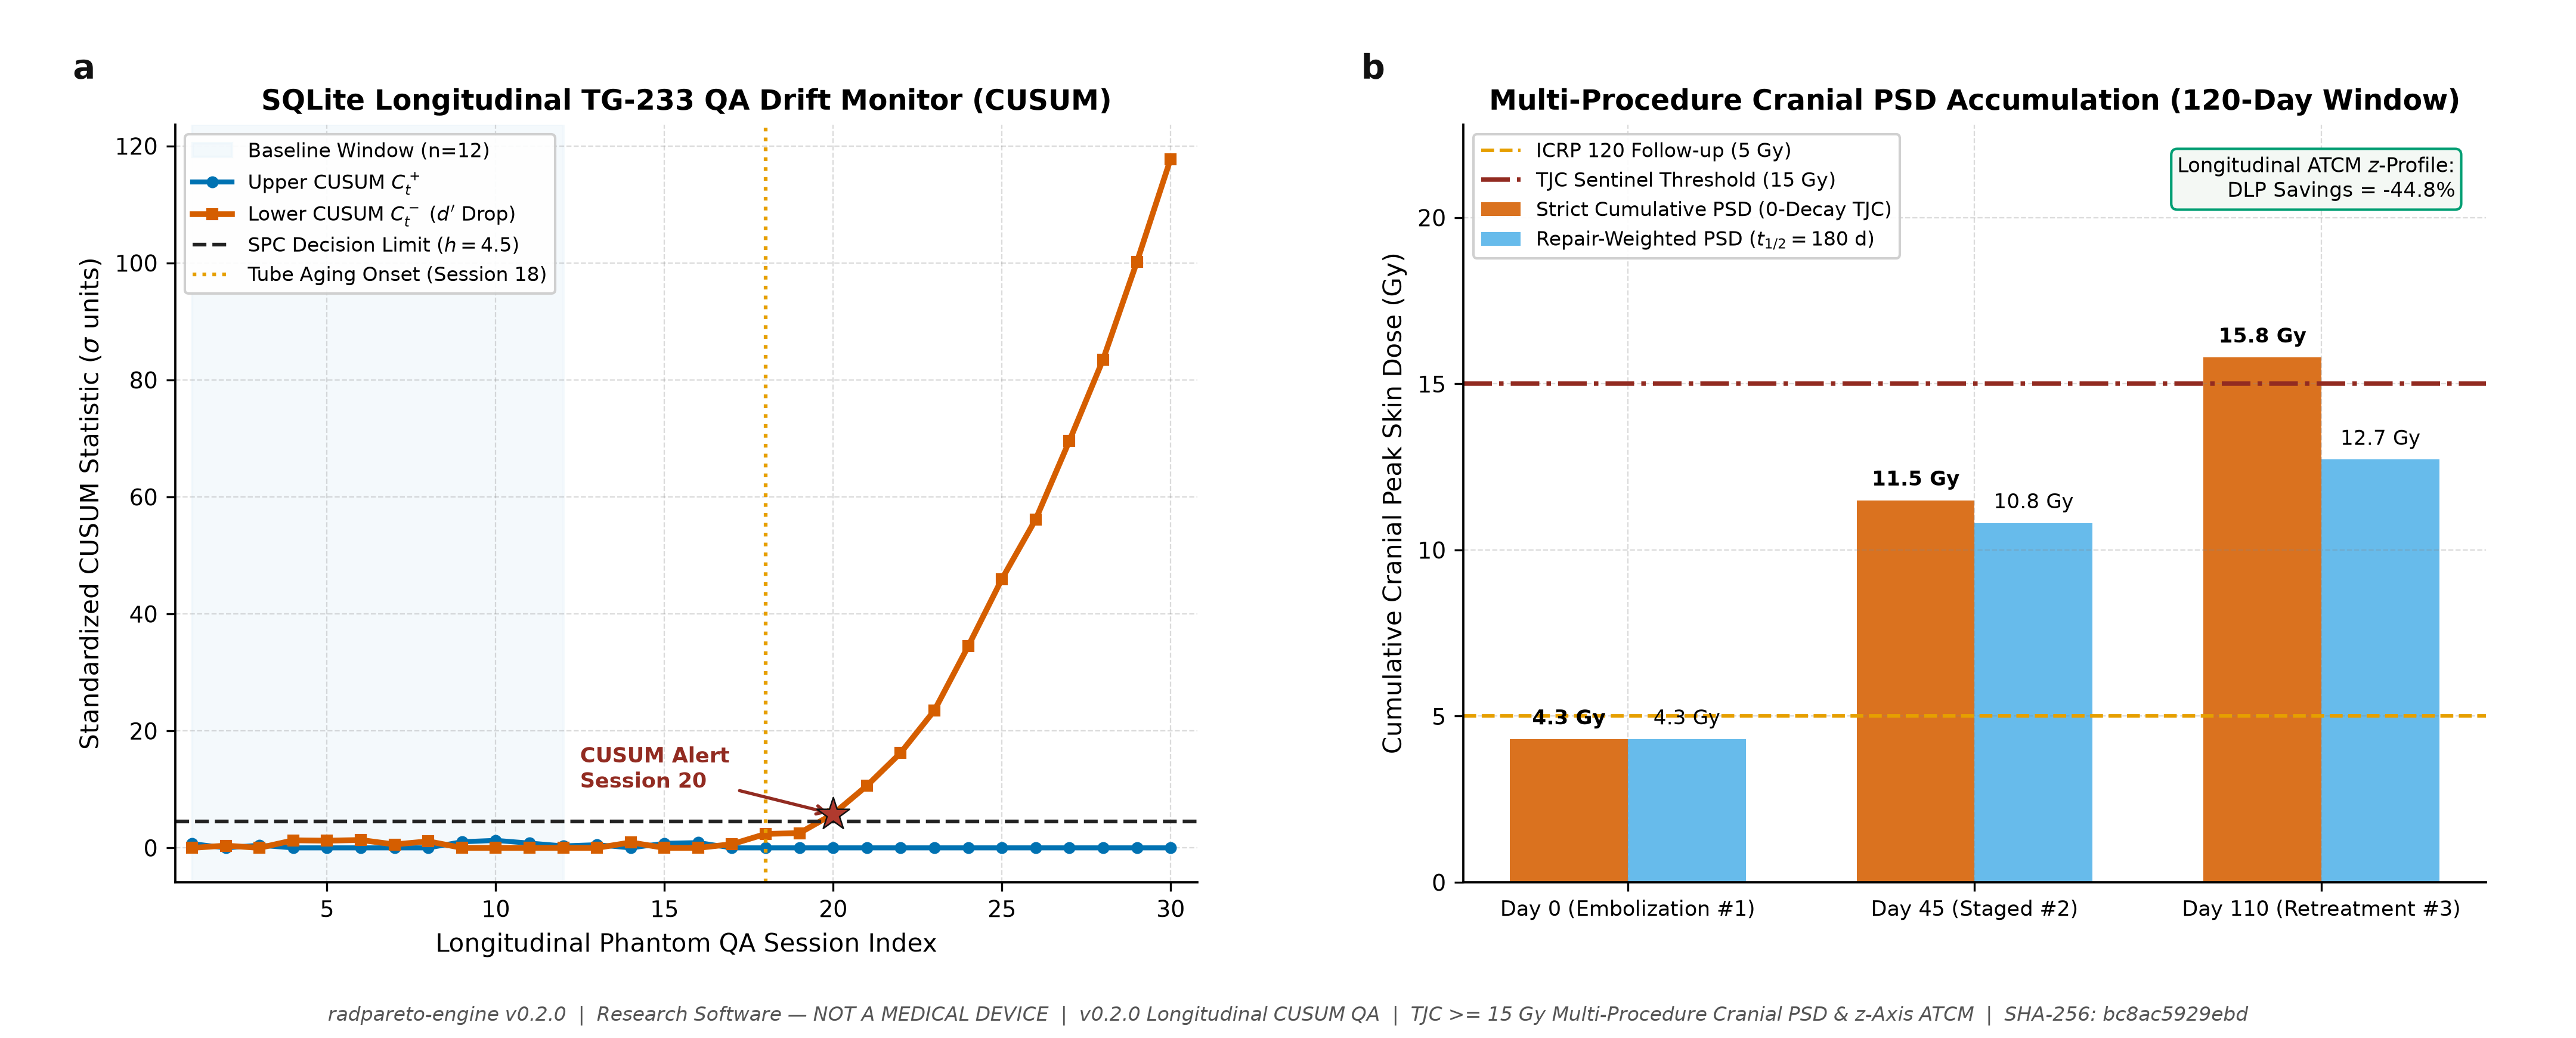 a
SQLite Longitudinal TG-233 QA Drift Monitor (CUSUM)
Standardized CUSUM Statistic (σ units)
120
100
80
60
40
20
0
Baseline Window (n=12)
Upper CUSUM C_t^+
Lower CUSUM C_t^- (d′ Drop)
SPC Decision Limit (h = 4.5)
Tube Aging Onset (Session 18)
CUSUM Alert
Session 20
5 10 15 20 25 30
Longitudinal Phantom QA Session Index
b
Multi-Procedure Cranial PSD Accumulation (120-Day Window)
Cumulative Cranial Peak Skin Dose (Gy)
20
15
10
5
0
ICRP 120 Follow-up (5 Gy)
TJC Sentinel Threshold (15 Gy)
Strict Cumulative PSD (0-Decay TJC)
Repair-Weighted PSD (t_{1/2} = 180 d)
Longitudinal ATCM z-Profile:
DLP Savings = -44.8%
4.3 Gy
4.3 Gy
11.5 Gy
10.8 Gy
15.8 Gy
12.7 Gy
Day 0 (Embolization #1)
Day 45 (Staged #2)
Day 110 (Retreatment #3)
radpareto-engine v0.2.0 | Research Software — NOT A MEDICAL DEVICE | v0.2.0 Longitudinal CUSUM QA | TJC >= 15 Gy Multi-Procedure Cranial PSD & z-Axis ATCM | SHA-256: bc8ac5929ebd